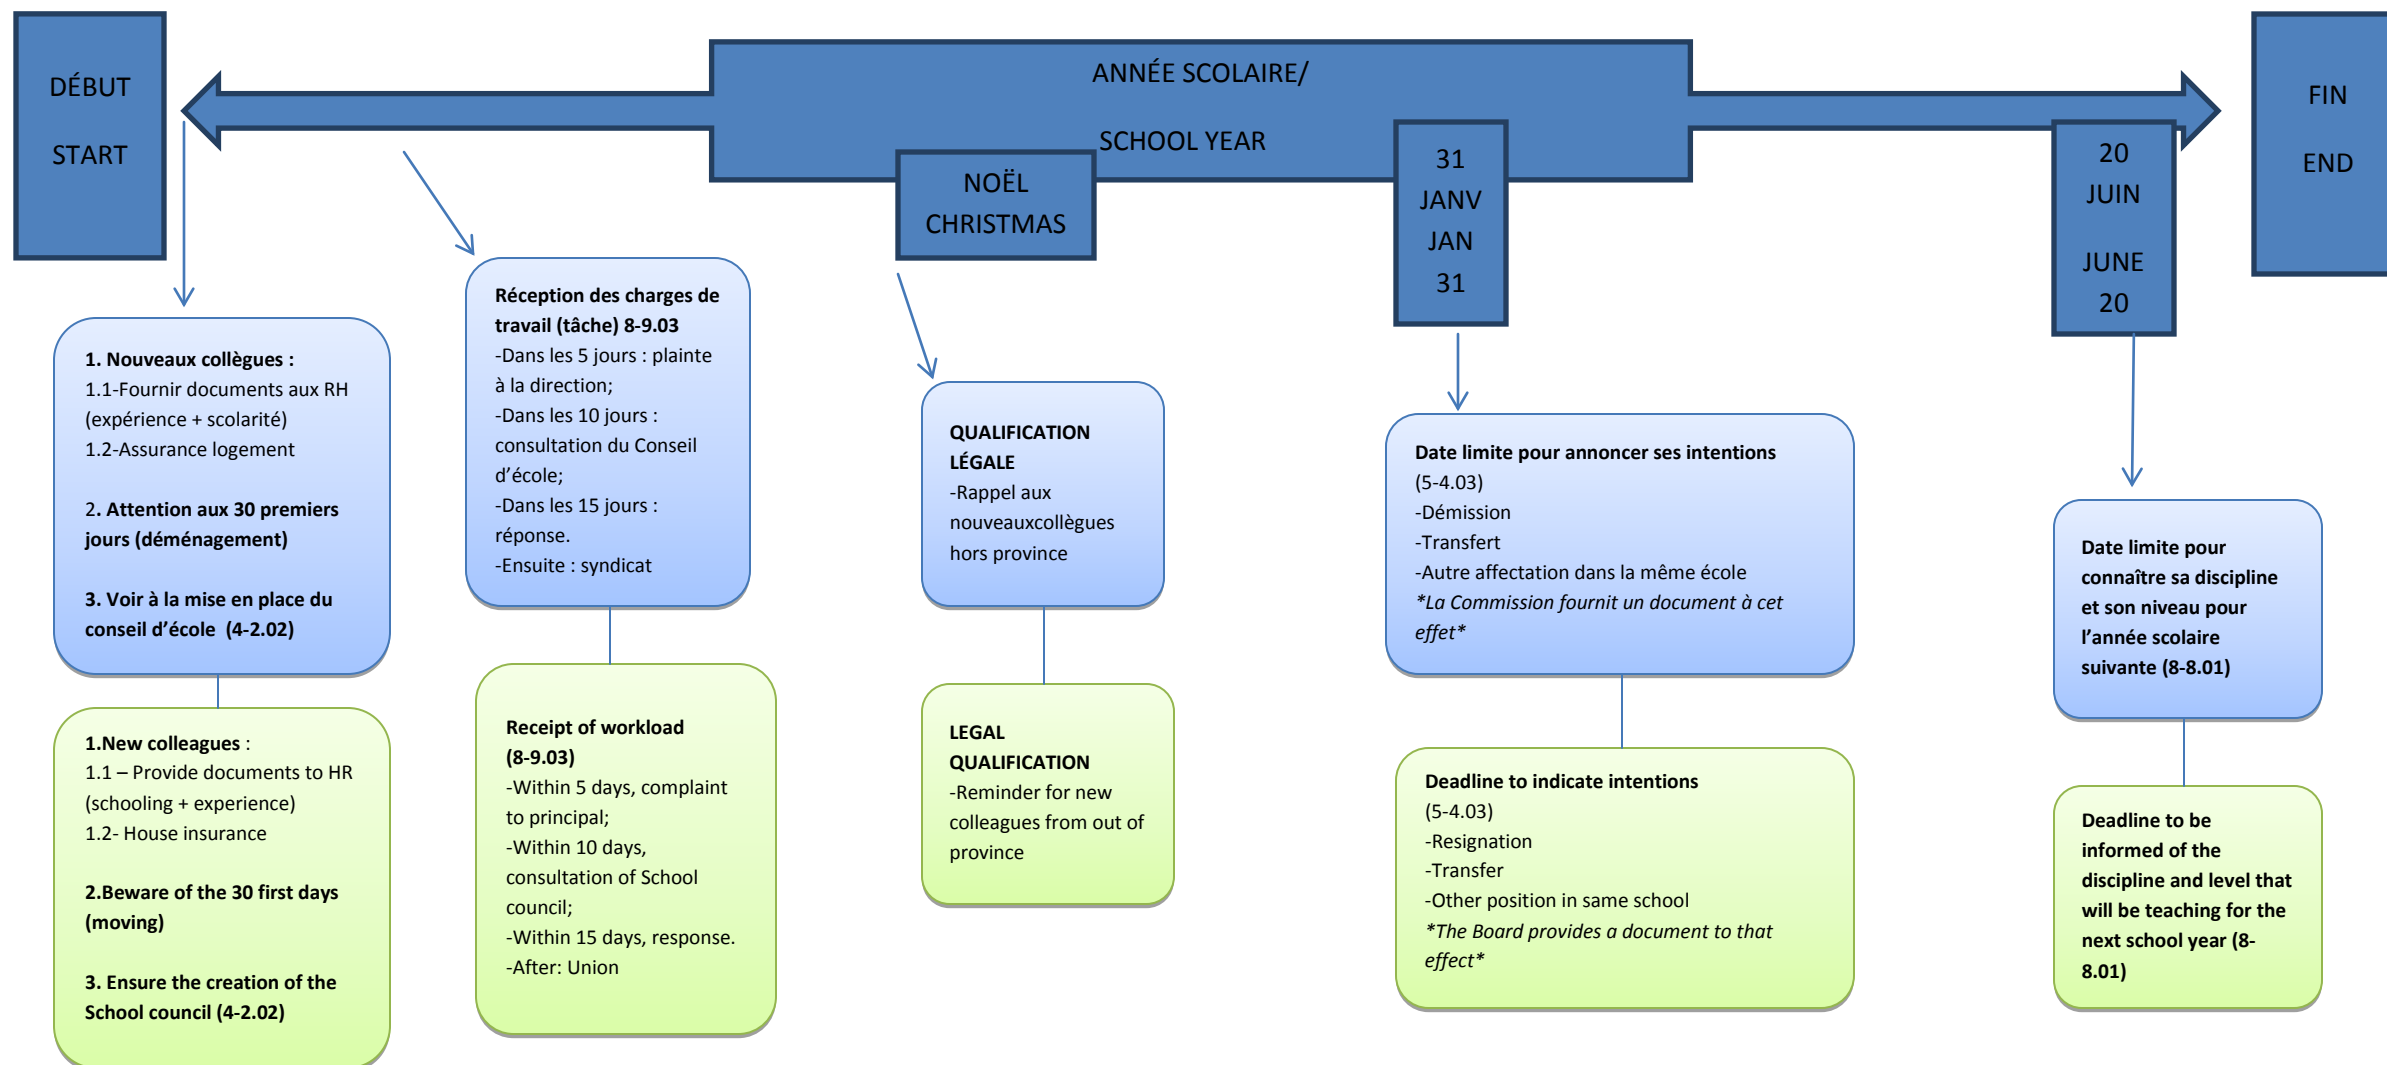 DÉBUT
START
ANNÉE SCOLAIRE/
SCHOOL YEAR
NOËL
CHRISTMAS
31
JANV
JAN
31
20
JUIN
JUNE
20
FIN
END
1. Nouveaux collègues :
1.1-Fournir documents aux RH
(expérience + scolarité)
1.2-Assurance logement
2. Attention aux 30 premiers
jours (déménagement)
3. Voir à la mise en place du
conseil d'école (4-2.02)
Réception des charges de
travail (tâche) 8-9.03
-Dans les 5 jours : plainte
à la direction;
-Dans les 10 jours :
consultation du Conseil
d'école;
-Dans les 15 jours :
réponse.
-Ensuite : syndicat
QUALIFICATION
LÉGALE
-Rappel aux
nouveauxcollègues
hors province
Date limite pour annoncer ses intentions
(5-4.03)
-Démission
-Transfert
-Autre affectation dans la même école
*La Commission fournit un document à cet
effet*
Date limite pour
connaître sa discipline
et son niveau pour
l'année scolaire
suivante (8-8.01)
1.New colleagues :
1.1 – Provide documents to HR
(schooling + experience)
1.2- House insurance
2.Beware of the 30 first days
(moving)
3. Ensure the creation of the
School council (4-2.02)
Receipt of workload
(8-9.03)
-Within 5 days, complaint
to principal;
-Within 10 days,
consultation of School
council;
-Within 15 days, response.
-After: Union
LEGAL
QUALIFICATION
-Reminder for new
colleagues from out of
province
Deadline to indicate intentions
(5-4.03)
-Resignation
-Transfer
-Other position in same school
*The Board provides a document to that
effect*
Deadline to be
informed of the
discipline and level that
will be teaching for the
next school year (8-
8.01)